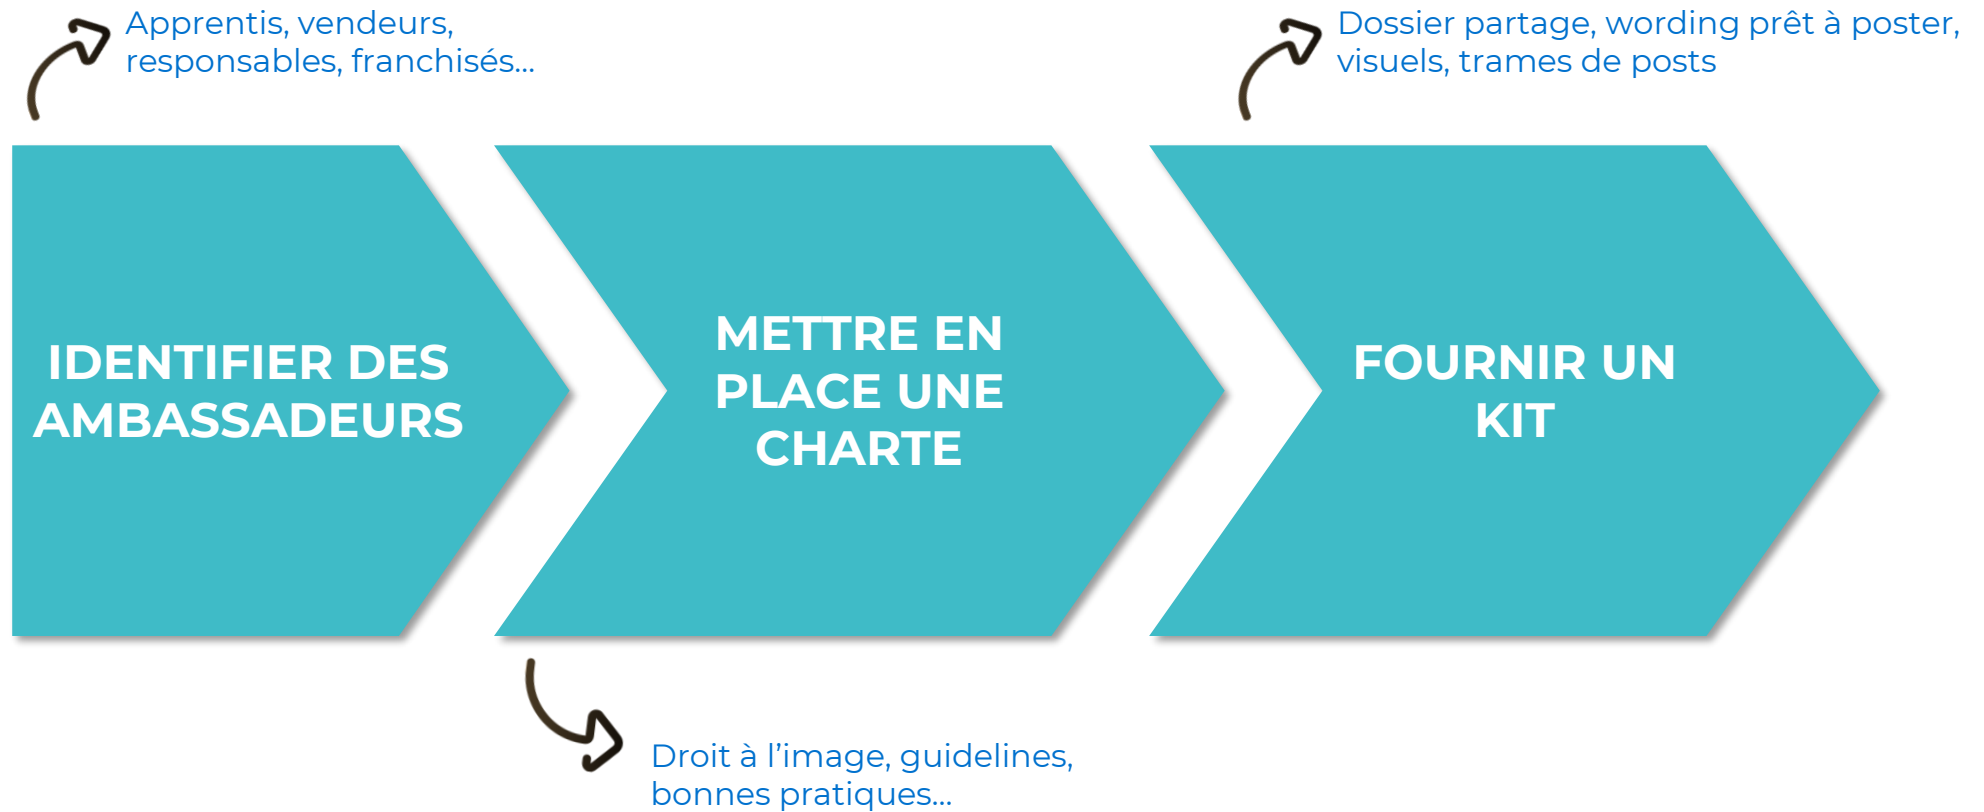 Apprentis, vendeurs,
responsables, franchisés...
Dossier partage, wording prêt à poster,
visuels, trames de posts
IDENTIFIER DES
AMBASSADEURS
METTRE EN
PLACE UNE
CHARTE
FOURNIR UN
KIT
Droit à l’image, guidelines,
bonnes pratiques...